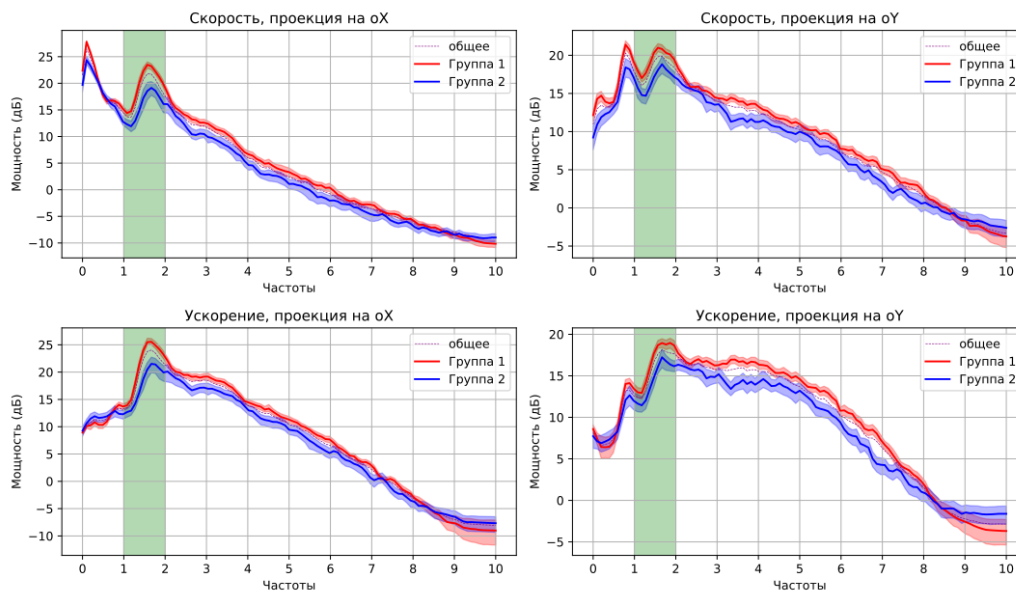 Скорость, проекция на oX
25
20
15
10
5
0
−5
−10
Мощность (дБ)
0 1 2 3 4 5 6 7 8 9 10
Частоты
общее
Группа 1
Группа 2
Скорость, проекция на oY
20
15
10
5
0
−5
Мощность (дБ)
0 1 2 3 4 5 6 7 8 9 10
Частоты
общее
Группа 1
Группа 2
Ускорение, проекция на oX
25
20
15
10
5
0
−5
−10
Мощность (дБ)
0 1 2 3 4 5 6 7 8 9 10
Частоты
общее
Группа 1
Группа 2
Ускорение, проекция на oY
20
15
10
5
0
−5
Мощность (дБ)
0 1 2 3 4 5 6 7 8 9 10
Частоты
общее
Группа 1
Группа 2